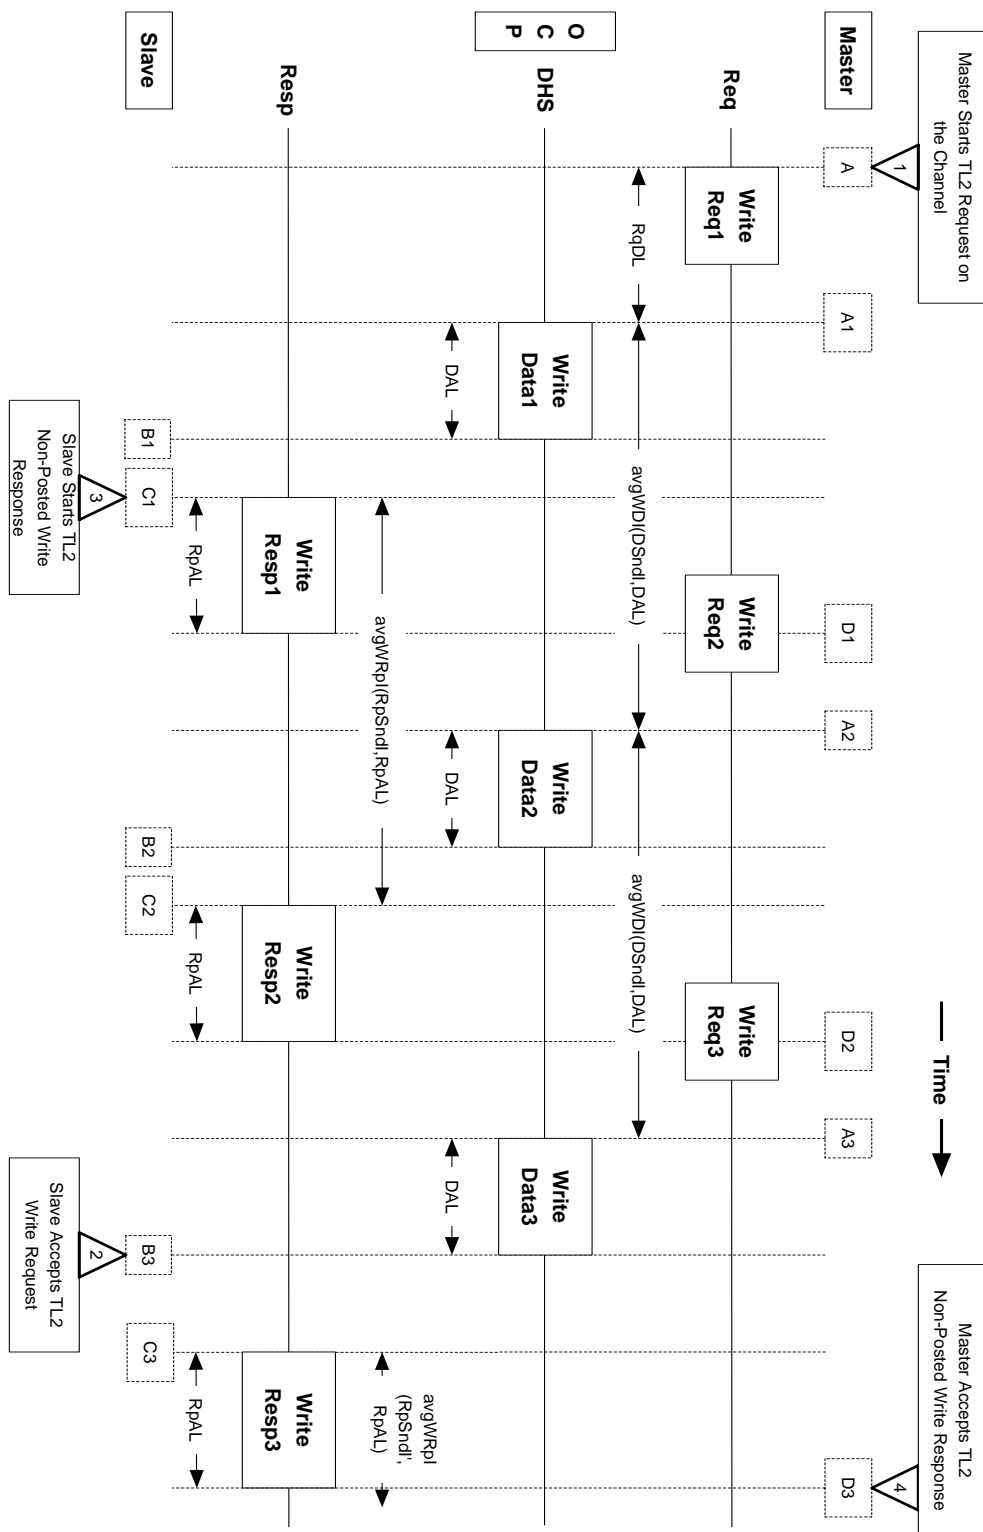 Master Starts TL2 Request on
the Channel
1
Time
Master Accepts TL2
Non-Posted Write Response
4
Master
A
A1
D1
A2
D2
A3
D3
Req
Write
Req1
Write
Req2
Write
Req3
RqDL
avgWDI(DSndI,DAL)
avgWDI(DSndI,DAL)
O
C
P
DHS
Write
Data1
Write
Data2
Write
Data3
DAL
DAL
DAL
avgWRpI(RpSndI,RpAL)
avgWRpI
(RpSndI',
RpAL)
Resp
Write
Resp1
Write
Resp2
Write
Resp3
RpAL
RpAL
RpAL
Slave
B1
C1
B2
C2
B3
C3
3
Slave Starts TL2
Non-Posted Write
Response
2
Slave Accepts TL2
Write Request